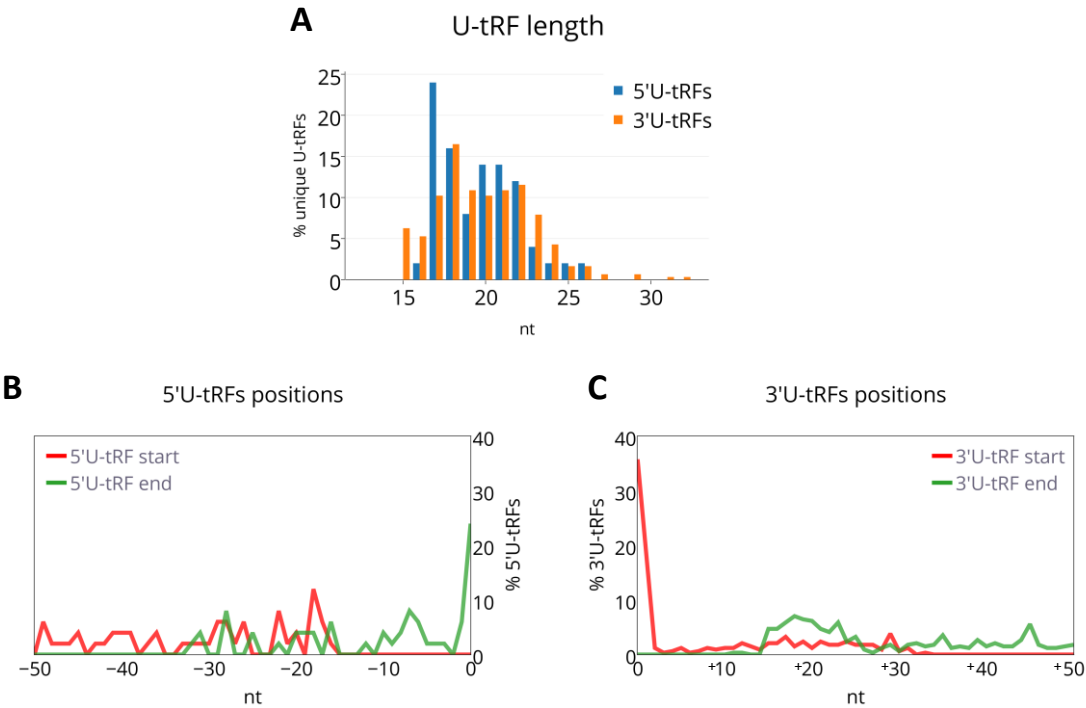 A
U-tRF length
% unique U-tRFs
25
20
15
10
5
0
5'U-tRFs
3'U-tRFs
15 20 25 30
nt
B
5'U-tRFs positions
5'U-tRF start
5'U-tRF end
40
30
20
10
0
% 5'U-tRFs
−50 −40 −30 −20 −10 0
nt
C
3'U-tRFs positions
% 3'U-tRFs
40
30
20
10
0
3'U-tRF start
3'U-tRF end
0 +10 +20 +30 +40 +50
nt